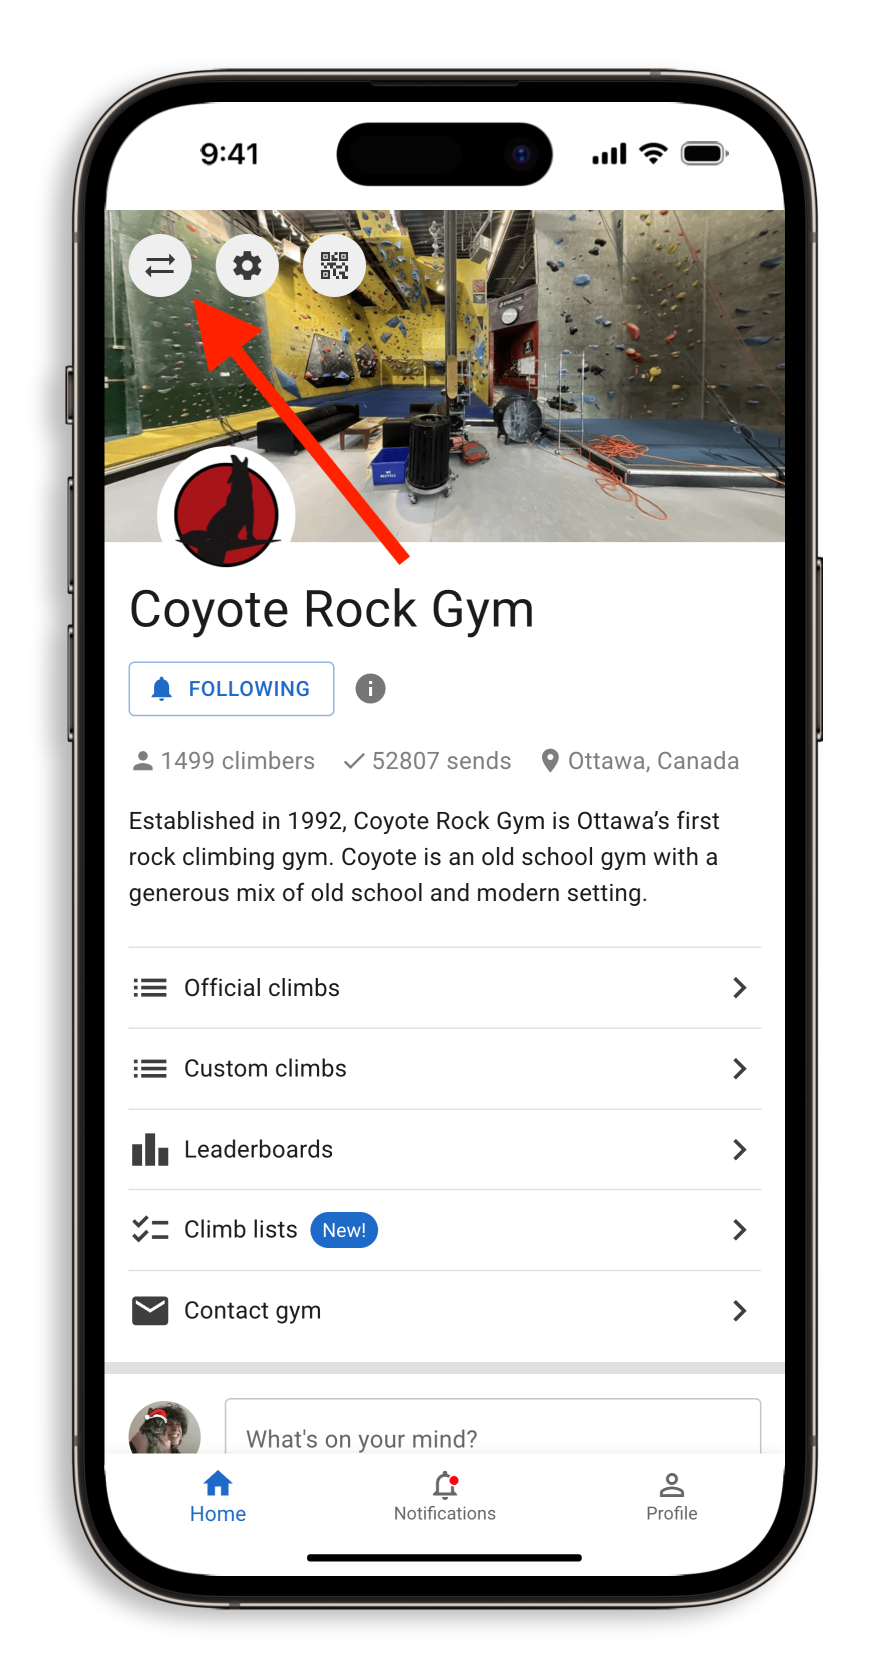 9:41
Coyote Rock Gym
FOLLOWING
1499 climbers 52807 sends Ottawa, Canada
Established in 1992, Coyote Rock Gym is Ottawa’s first
rock climbing gym. Coyote is an old school gym with a
generous mix of old school and modern setting.
Official climbs
Custom climbs
Leaderboards
Climb lists New!
Contact gym
What's on your mind?
Home Notifications Profile